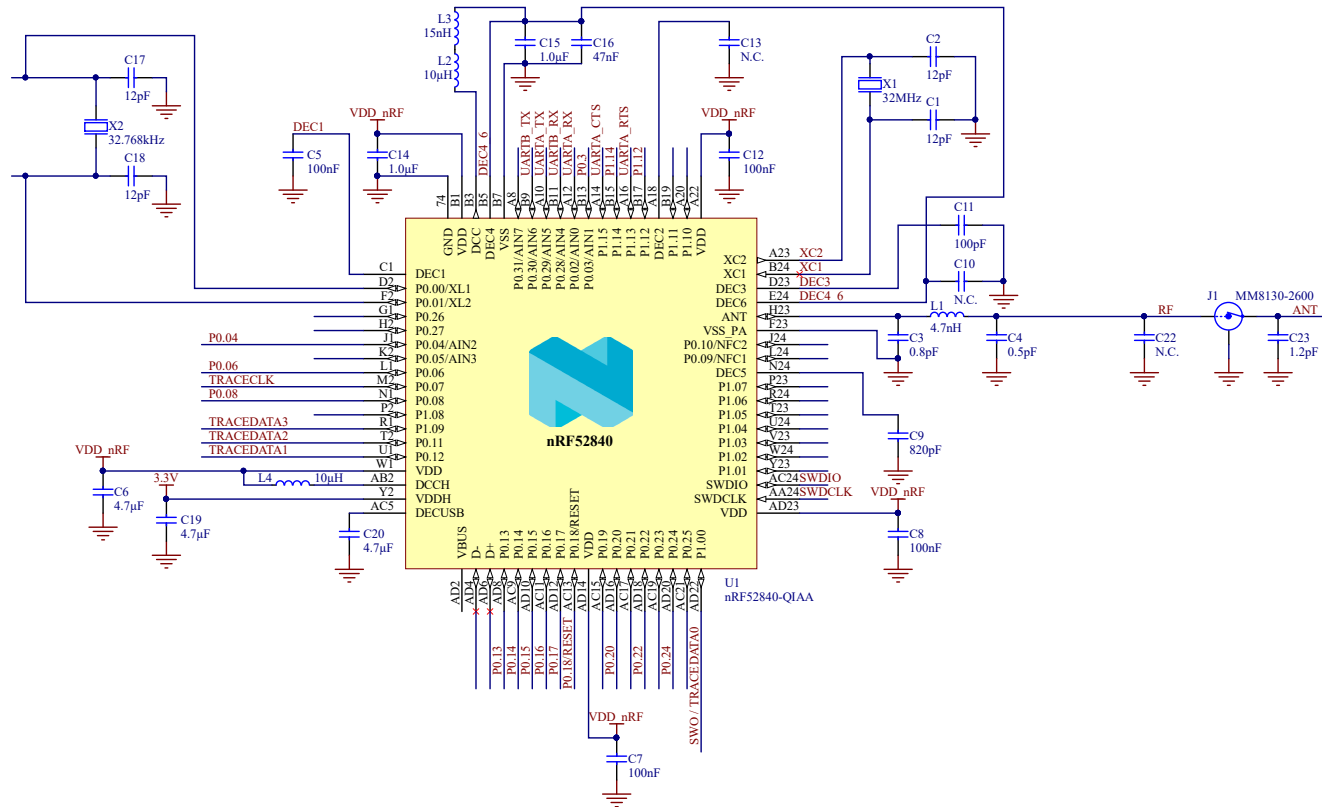 L3
15nH
L2
10µH
C15
1.0µF
C16
47nF
C13
N.C.
C2
12pF
X1
32MHz
C1
12pF
C17
12pF
X2
32.768kHz
C18
12pF
DEC1
C5
100nF
VDD_nRF
C14
1.0µF
DEC4_6
UARTB_TX
UARTA_TX
UARTB_RX
UARTA_RX
P0.3
UARTA_CTS
P1.14
UARTA_RTS
P1.12
VDD_nRF
C12
100nF
74
B1
B3
B5
B7
A8
B9
A10
B11
A12
B13
A14
B15
A16
B17
A18
B19
A20
A22
GND
VDD
DCC
DEC4
VSS
P0.31/AIN7
P0.30/AIN6
P0.29/AIN5
P0.28/AIN4
P0.02/AIN0
P0.03/AIN1
P1.15
P1.14
P1.13
P1.12
DEC2
P1.11
P1.10
VDD
C1 DEC1
D2 P0.00/XL1
F2 P0.01/XL2
G1 P0.26
H2 P0.27
P0.04 J1 P0.04/AIN2
K2 P0.05/AIN3
P0.06 L1 P0.06
TRACECLK M2 P0.07
P0.08 N1 P0.08
P2 P1.08
TRACEDATA3 R1 P1.09
TRACEDATA2 T2 P0.11
TRACEDATA1 U1 P0.12
VDD_nRF W1 VDD
L4 10µH AB2 DCCH
3.3V Y2 VDDH
AC5 DECUSB
C6
4.7µF
C19
4.7µF
C20
4.7µF
nRF52840
XC2 A23 XC2
XC1 B24 XC1
DEC3 D23 DEC3
DEC6 E24 DEC4_6
ANT H23
VSS_PA F23
P0.10/NFC2 J24
P0.09/NFC1 L24
DEC5 N24
P1.07 P23
P1.06 R24
P1.05 T23
P1.04 U24
P1.03 V23
P1.02 W24
P1.01 Y23
SWDIO AC24 SWDIO
SWDCLK AA24 SWDCLK
VDD AD23
C11
100pF
C10
N.C.
L1
4.7nH
C3
0.8pF
C4
0.5pF
RF
C22
N.C.
J1 MM8130-2600
ANT
C23
1.2pF
C9
820pF
VDD_nRF
C8
100nF
VBUS
D-
D+
P0.13
P0.14
P0.15
P0.16
P0.17
P0.18/RESET
VDD
P0.19
P0.20
P0.21
P0.22
P0.23
P0.24
P0.25
P1.00
AD2
AD4
AD6
AD8
AC9
AD10
AC11
AD12
AC13
AD14
AC15
AD16
AC17
AD18
AC19
AD20
AC21
AD22
U1
nRF52840-QIAA
P0.13
P0.14
P0.15
P0.16
P0.17
P0.18/RESET
P0.20
P0.22
P0.24
SWO / TRACEDATA0
VDD_nRF
C7
100nF